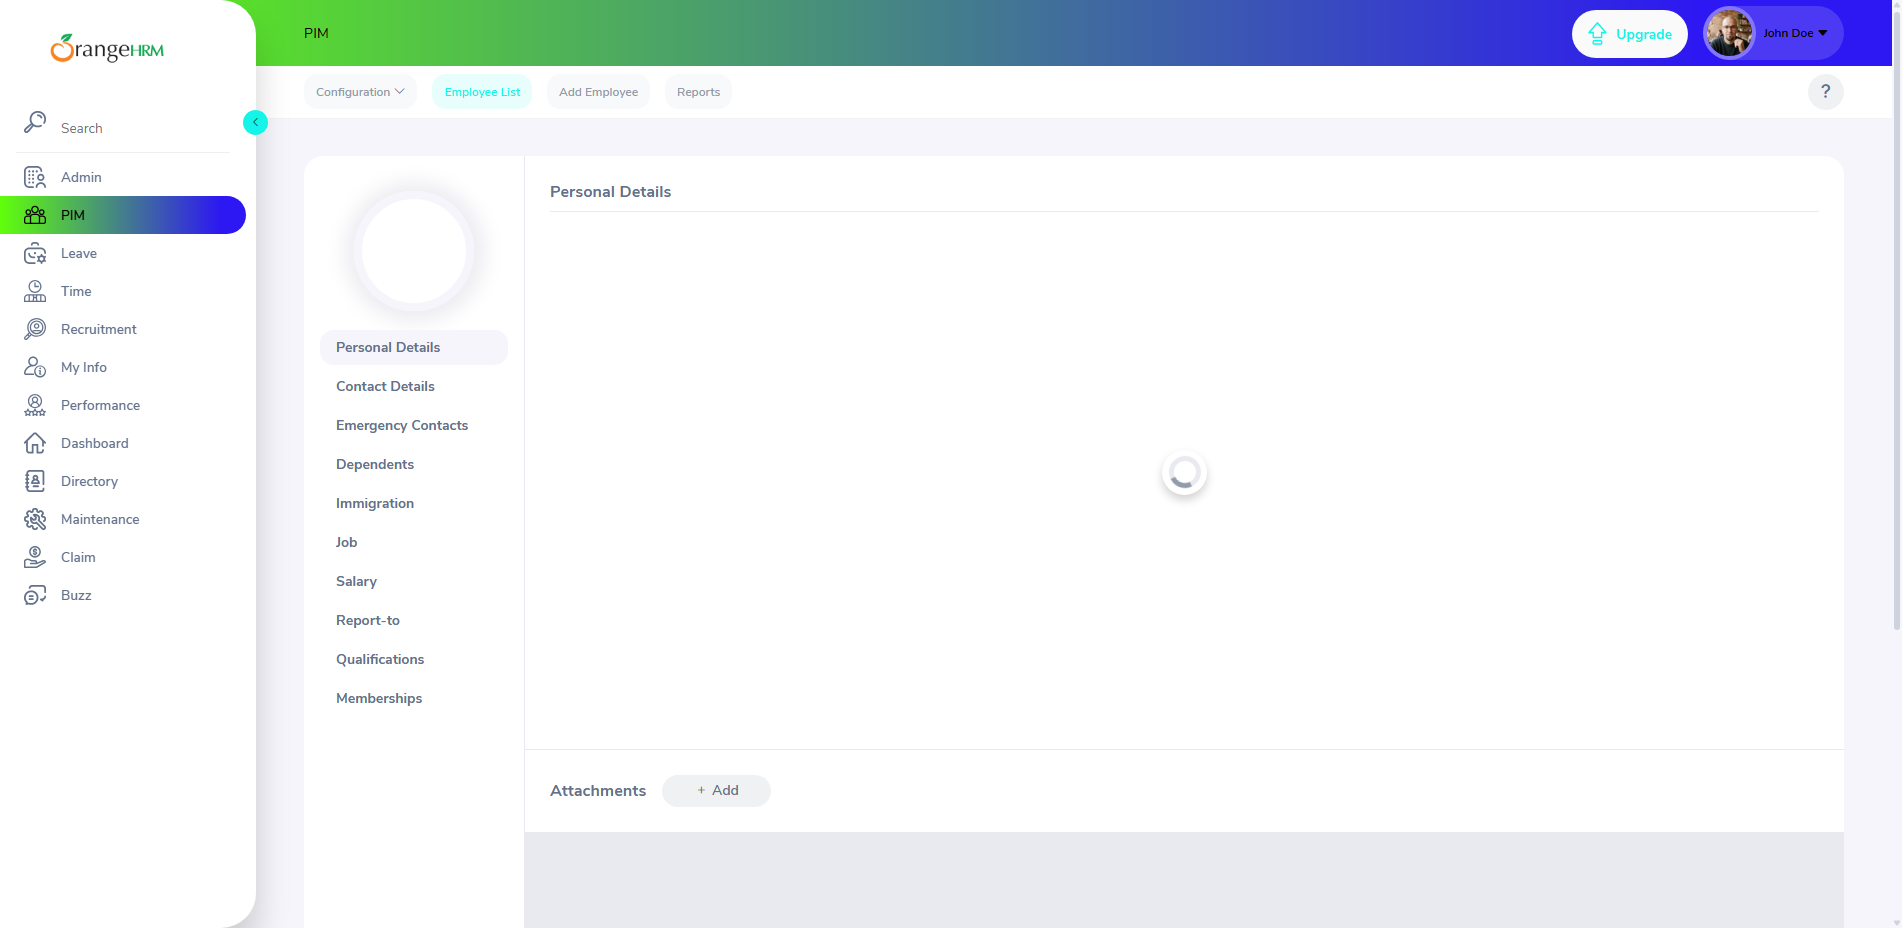 OrangeHRM
Search
Admin
PIM
Leave
Time
Recruitment
My Info
Performance
Dashboard
Directory
Maintenance
Claim
Buzz
PIM
Upgrade
John Doe
Configuration
Employee List
Add Employee
Reports
?
Personal Details
Contact Details
Emergency Contacts
Dependents
Immigration
Job
Salary
Report-to
Qualifications
Memberships
Personal Details
Attachments
+ Add